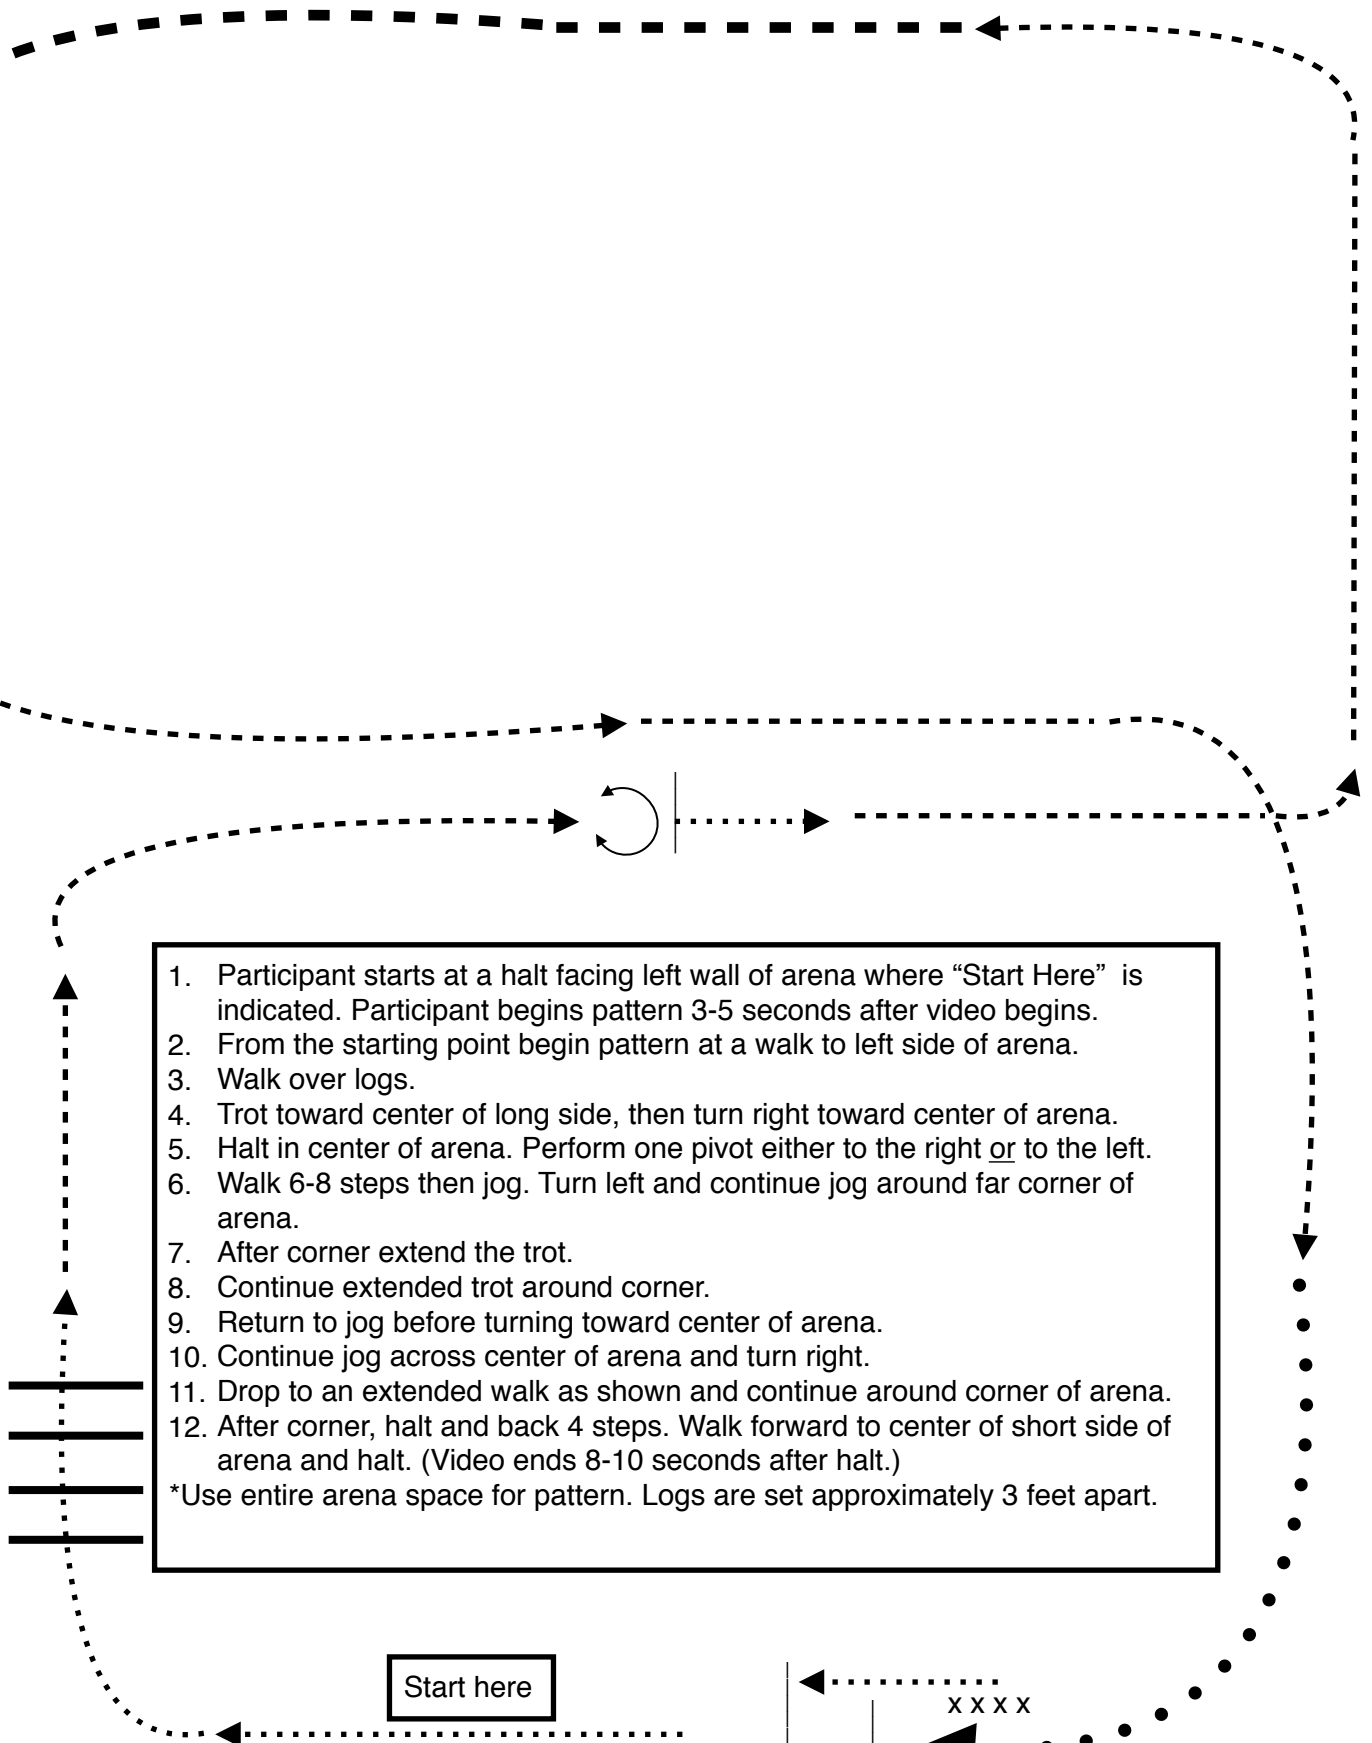 1. Participant starts at a halt facing left wall of arena where “Start Here”  is
indicated. Participant begins pattern 3-5 seconds after video begins.
2. From the starting point begin pattern at a walk to left side of arena.
3. Walk over logs.
4. Trot toward center of long side, then turn right toward center of arena.
5. Halt in center of arena. Perform one pivot either to the right or to the left.
6. Walk 6-8 steps then jog. Turn left and continue jog around far corner of
arena.
7. After corner extend the trot.
8. Continue extended trot around corner.
9. Return to jog before turning toward center of arena.
10. Continue jog across center of arena and turn right.
11. Drop to an extended walk as shown and continue around corner of arena.
12. After corner, halt and back 4 steps. Walk forward to center of short side of
arena and halt. (Video ends 8-10 seconds after halt.)
*Use entire arena space for pattern. Logs are set approximately 3 feet apart.
Start here
x x x x